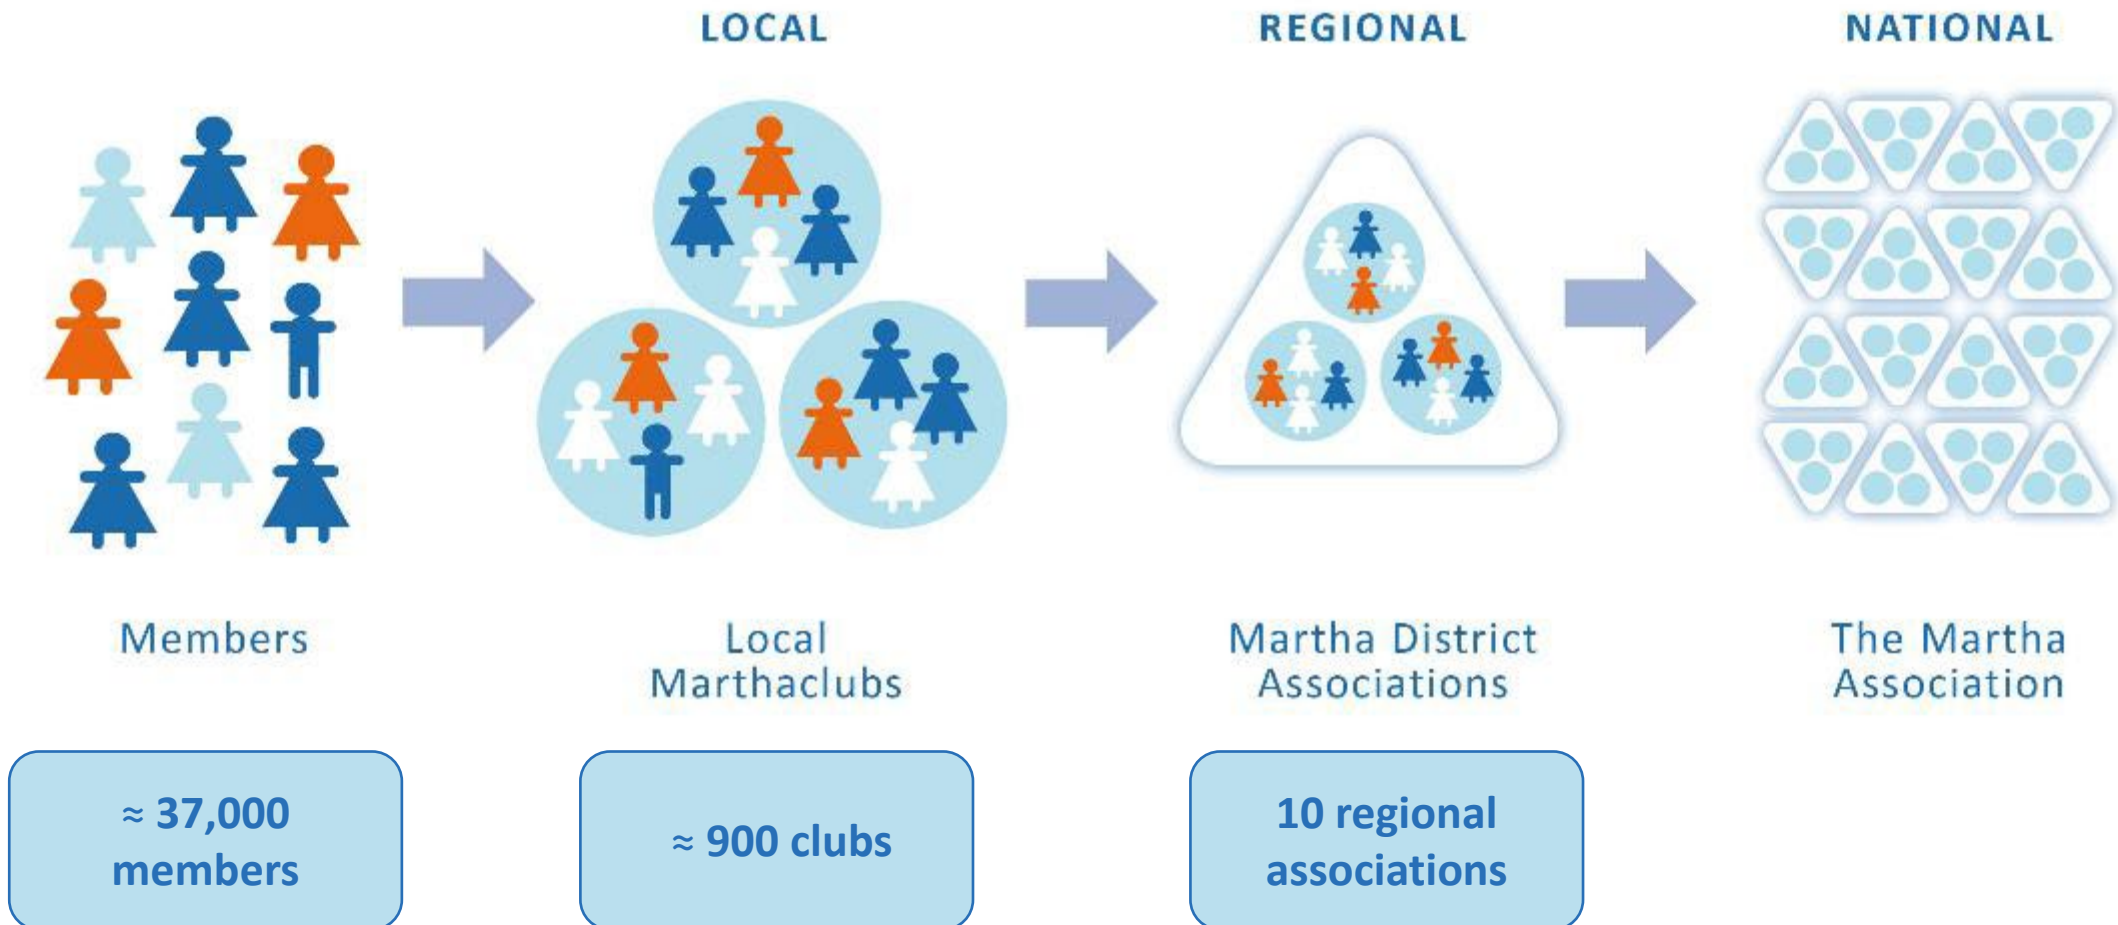 LOCAL
REGIONAL
NATIONAL
Members
Local
Marthaclubs
Martha District
Associations
The Martha
Association
≈ 37,000
members
≈ 900 clubs
10 regional
associations